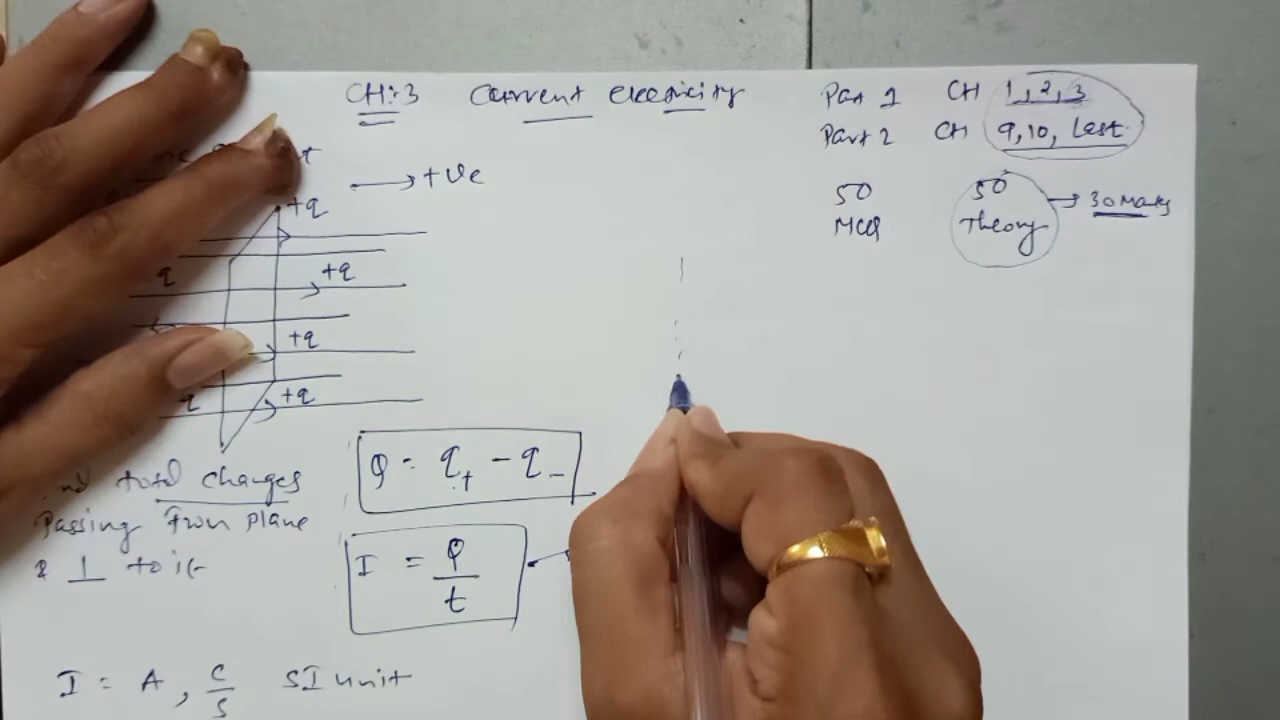 CH:3 Current electricity
Part 1 CH 1, 2, 3
Part 2 CH 9, 10, Last
50 MCQ
50 Theory → 30 Marks
→ +ve
+q
q +q
+q
q +q
total charges
Passing from plane
& ⊥ to it
Q = q+ - q-
I = Q/t
I = A, C/s SI unit